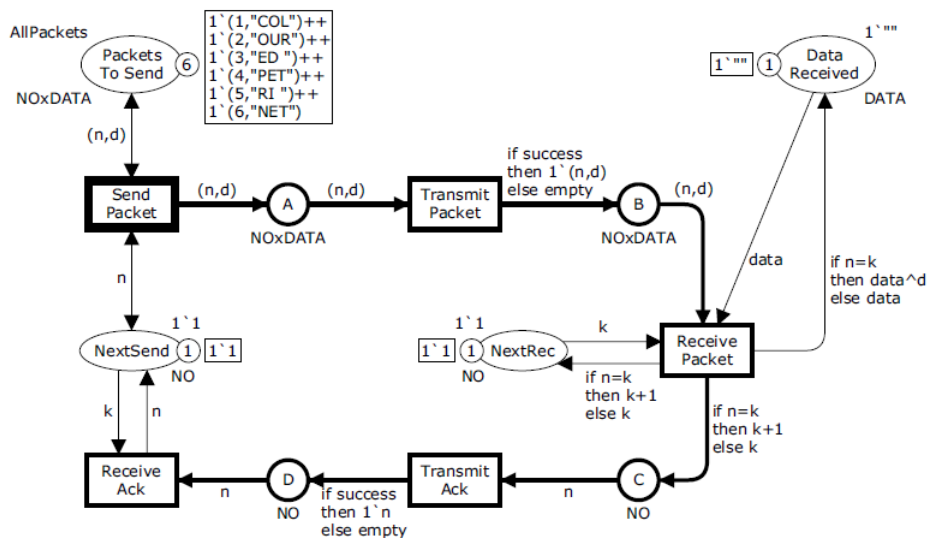 AllPackets
Packets
To Send
6
1`(1,"COL")++
1`(2,"OUR")++
1`(3,"ED ")++
1`(4,"PET")++
1`(5,"RI ")++
1`(6,"NET")
NOxDATA
1`""
1`""
1
Data
Received
DATA
(n,d)
Send
Packet
(n,d)
A
NOxDATA
(n,d)
Transmit
Packet
if success
then 1`(n,d)
else empty
B
NOxDATA
(n,d)
data
if n=k
then data^d
else data
n
1`1
NextSend
1
1`1
NO
1`1
1`1
1
NextRec
NO
k
if n=k
then k+1
else k
Receive
Packet
if n=k
then k+1
else k
k
n
Receive
Ack
n
D
NO
if success
then 1`n
else empty
Transmit
Ack
n
C
NO